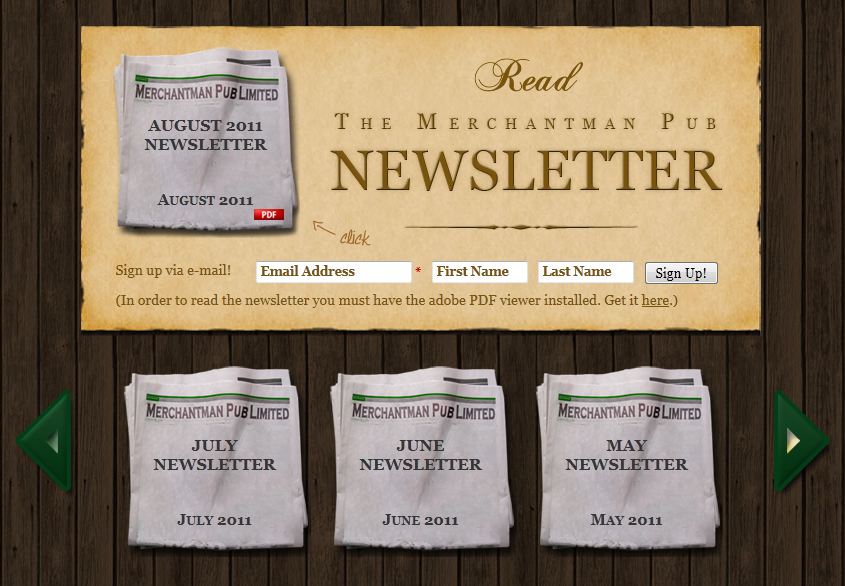 Read
THE MERCHANTMAN PUB
NEWSLETTER
MERCHANTMAN PUB LIMITED
AUGUST 2011
NEWSLETTER
AUGUST 2011
PDF
click
Sign up via e-mail! Email Address * First Name Last Name Sign Up!
(In order to read the newsletter you must have the adobe PDF viewer installed. Get it here.)
MERCHANTMAN PUB LIMITED
JULY
NEWSLETTER
JULY 2011
MERCHANTMAN PUB LIMITED
JUNE
NEWSLETTER
JUNE 2011
MERCHANTMAN PUB LIMITED
MAY
NEWSLETTER
MAY 2011